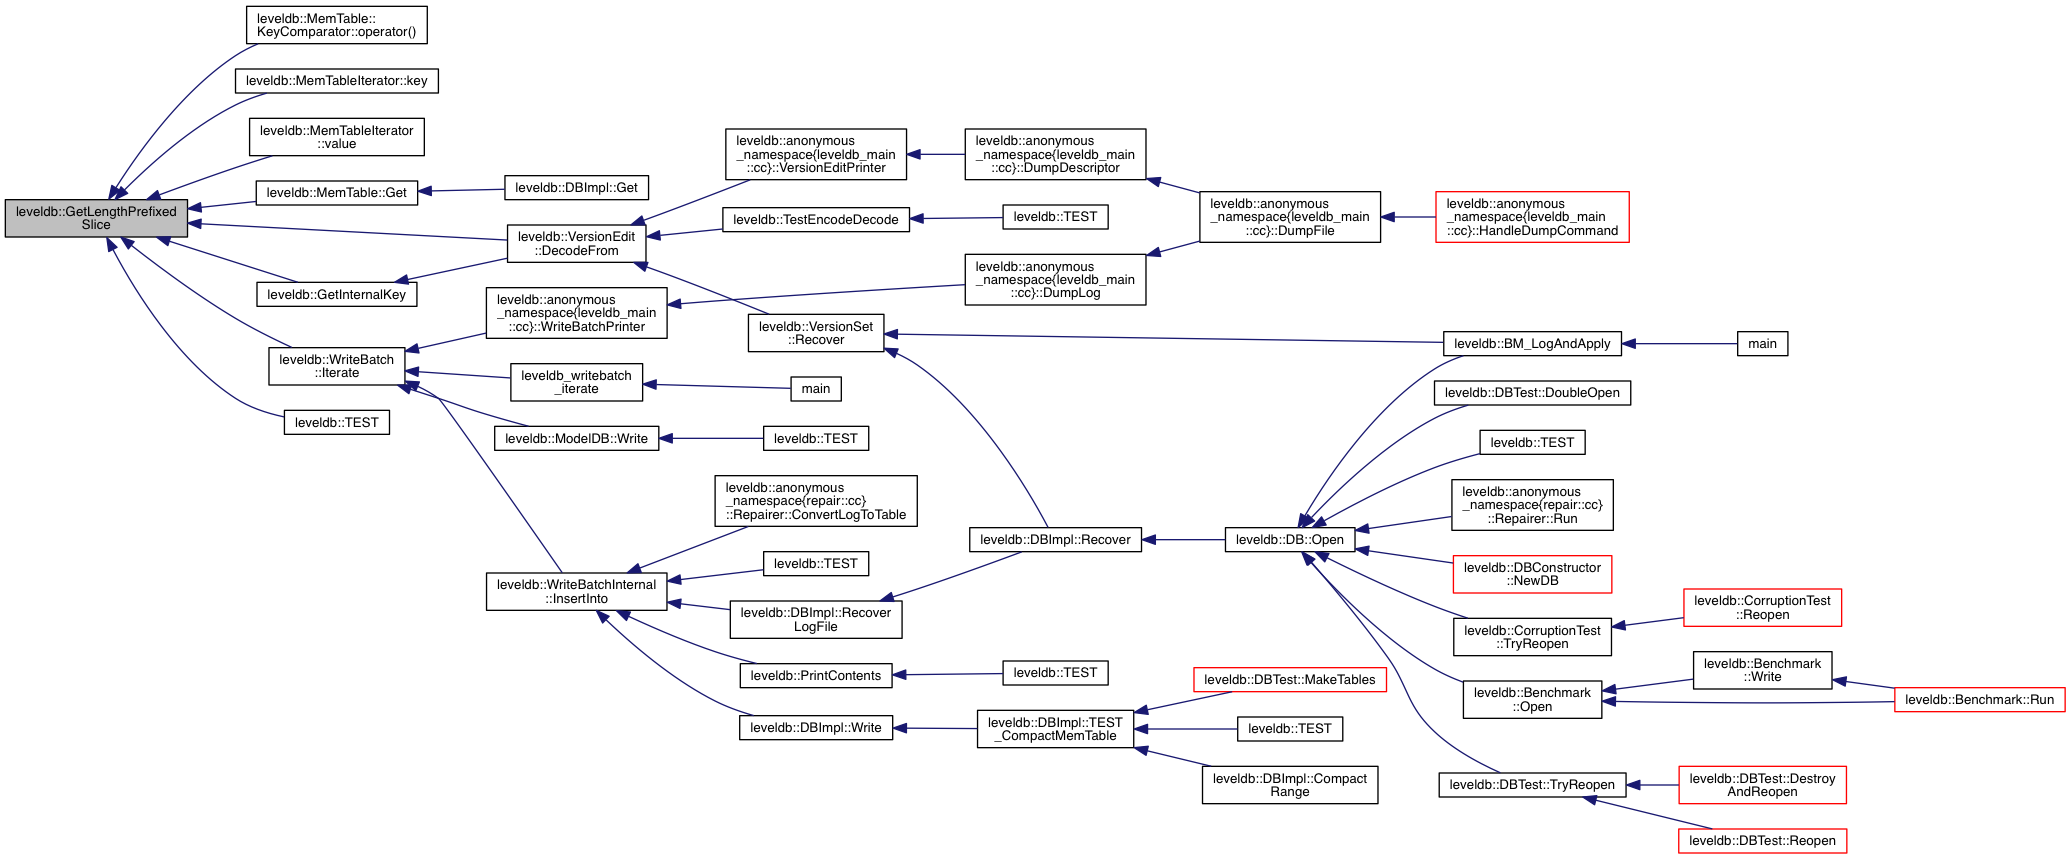 leveldb::MemTable::
KeyComparator::operator()
leveldb::MemTableIterator::key
leveldb::MemTableIterator
::value
leveldb::MemTable::Get
leveldb::DBImpl::Get
leveldb::GetLengthPrefixed
Slice
leveldb::VersionEdit
::DecodeFrom
leveldb::GetInternalKey
leveldb::WriteBatch
::Iterate
leveldb::TEST
leveldb::anonymous
_namespace{leveldb_main
::cc}::VersionEditPrinter
leveldb::TestEncodeDecode
leveldb::TEST
leveldb::anonymous
_namespace{leveldb_main
::cc}::DumpDescriptor
leveldb::anonymous
_namespace{leveldb_main
::cc}::DumpFile
leveldb::anonymous
_namespace{leveldb_main
::cc}::HandleDumpCommand
leveldb::anonymous
_namespace{leveldb_main
::cc}::DumpLog
leveldb::anonymous
_namespace{leveldb_main
::cc}::WriteBatchPrinter
leveldb::VersionSet
::Recover
leveldb_writebatch
_iterate
main
leveldb::ModelDB::Write
leveldb::TEST
leveldb::BM_LogAndApply
main
leveldb::DBTest::DoubleOpen
leveldb::TEST
leveldb::anonymous
_namespace{repair::cc}
::Repairer::Run
leveldb::anonymous
_namespace{repair::cc}
::Repairer::ConvertLogToTable
leveldb::TEST
leveldb::WriteBatchInternal
::InsertInto
leveldb::DBImpl::Recover
LogFile
leveldb::PrintContents
leveldb::TEST
leveldb::DBImpl::Write
leveldb::DBImpl::Recover
leveldb::DB::Open
leveldb::DBConstructor
::NewDB
leveldb::CorruptionTest
::TryReopen
leveldb::CorruptionTest
::Reopen
leveldb::Benchmark
::Open
leveldb::Benchmark
::Write
leveldb::Benchmark::Run
leveldb::DBImpl::TEST
_CompactMemTable
leveldb::DBTest::MakeTables
leveldb::TEST
leveldb::DBImpl::Compact
Range
leveldb::DBTest::TryReopen
leveldb::DBTest::Destroy
AndReopen
leveldb::DBTest::Reopen